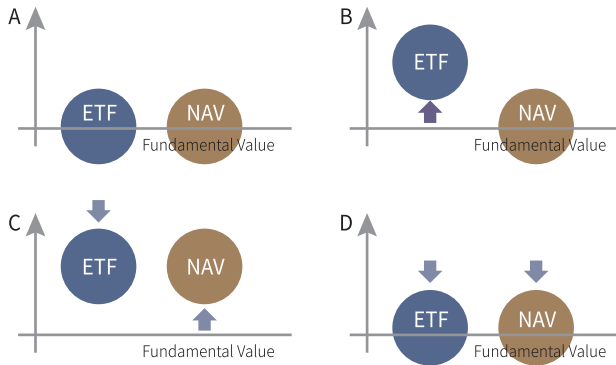 A
ETF
NAV
Fundamental Value
B
ETF
NAV
Fundamental Value
C
ETF
NAV
Fundamental Value
D
ETF
NAV
Fundamental Value